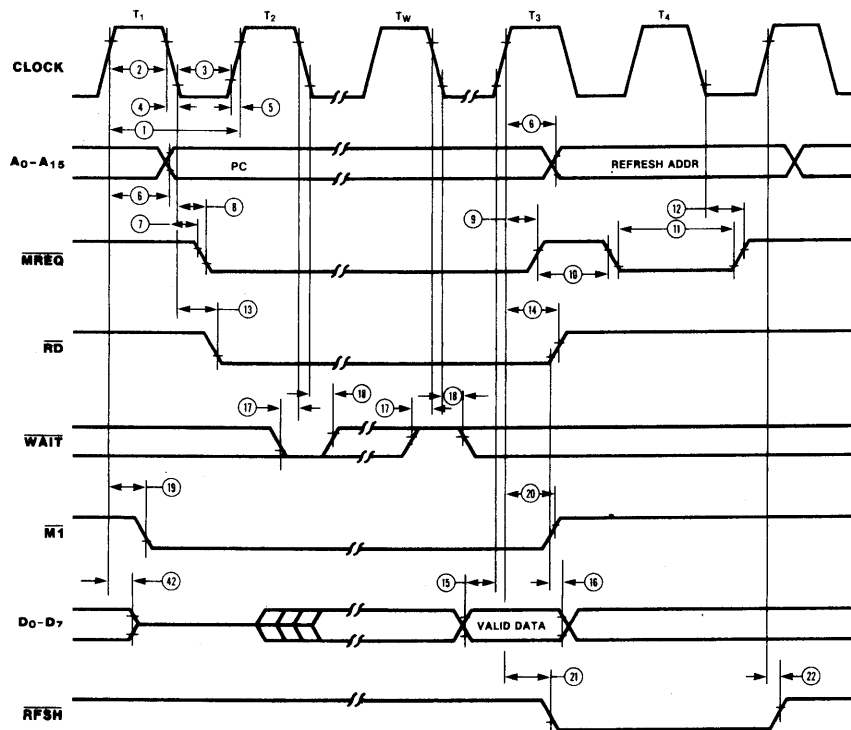 T1 T2 TW T3 T4
CLOCK
2 3
4 5
1 6
A0-A15
PC REFRESH ADDR
6
8 12
7 9 11
MREQ
10
13 14
RD
18
17 17 18
WAIT
19 20
M1
42 15 16
D0-D7
VALID DATA
21 22
RFSH